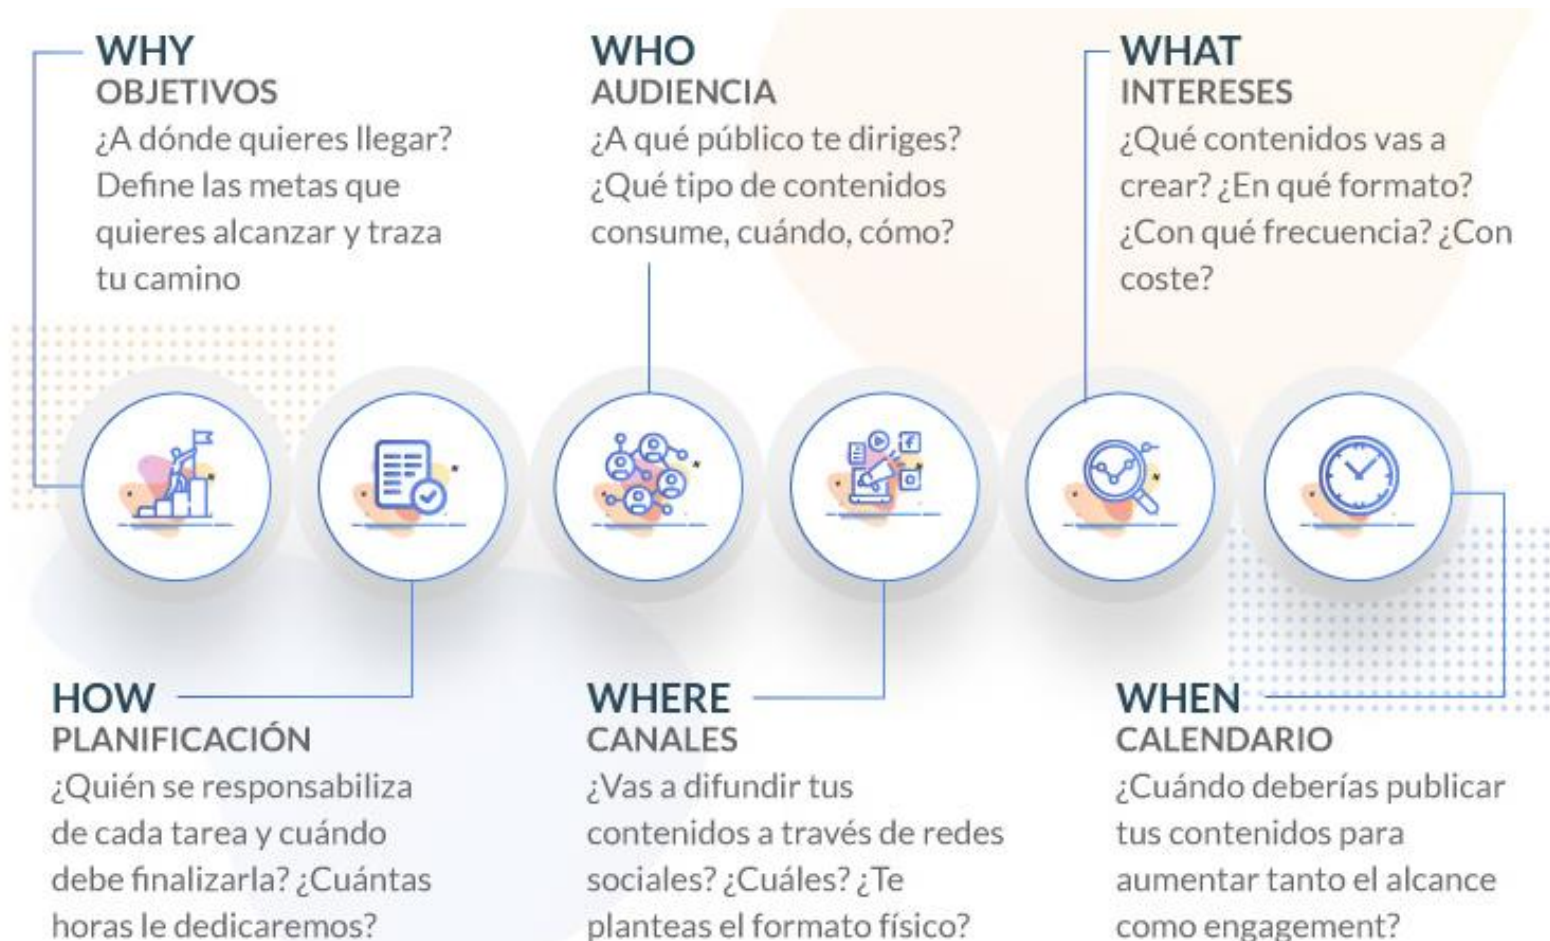 WHY
OBJETIVOS
¿A dónde quieres llegar?
Define las metas que
quieres alcanzar y traza
tu camino
WHO
AUDIENCIA
¿A qué público te diriges?
¿Qué tipo de contenidos
consume, cuándo, cómo?
WHAT
INTERESES
¿Qué contenidos vas a
crear? ¿En qué formato?
¿Con qué frecuencia? ¿Con
coste?
HOW
PLANIFICACIÓN
¿Quién se responsabiliza
de cada tarea y cuándo
debe finalizarla? ¿Cuántas
horas le dedicaremos?
WHERE
CANALES
¿Vas a difundir tus
contenidos a través de redes
sociales? ¿Cuáles? ¿Te
planteas el formato físico?
WHEN
CALENDARIO
¿Cuándo deberías publicar
tus contenidos para
aumentar tanto el alcance
como engagement?